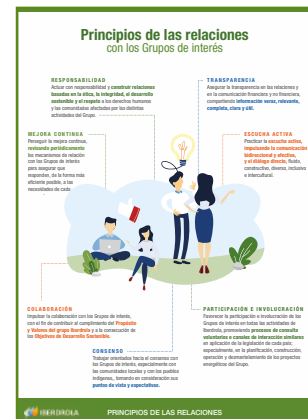 Principios de las relaciones
con los Grupos de interés
RESPONSABILIDAD
Actuar con responsabilidad y construir relaciones
basadas en la ética, la integridad, el desarrollo
sostenible y el respeto a los derechos humanos
y las comunidades afectadas por las distintas
actividades del Grupo.
TRANSPARENCIA
Asegurar la transparencia en las relaciones y en
la comunicación financiera y no financiera,
compartiendo información veraz, relevante,
completa, clara y útil.
MEJORA CONTINUA
Perseguir la mejora continua,
revisando periódicamente
los mecanismos de relación
con los Grupos de interés
para asegurar que
responden, de la forma más
eficiente posible, a las
necesidades de cada
ESCUCHA ACTIVA
Practicar la escucha activa,
impulsando la comunicación
bidireccional y efectiva,
y el diálogo directo, fluido,
constructivo, diverso, inclusivo
e intercultural.
COLABORACIÓN
Impulsar la colaboración con los Grupos de interés,
con el fin de contribuir al cumplimiento del Propósito
y Valores del grupo Iberdrola y a la consecución de
los Objetivos de Desarrollo Sostenible.
PARTICIPACIÓN E INVOLUCRACIÓN
Favorecer la participación e involucración de los
Grupos de interés en todas las actividades de
Iberdrola, promoviendo procesos de consulta
voluntarios o canales de interacción similares
en aplicación de la legislación de cada país;
especialmente, en la planificación, construcción,
operación y desmantelamiento de los proyectos
energéticos del Grupo.
CONSENSO
Trabajar orientados hacia el consenso con
los Grupos de interés, especialmente con
las comunidades locales y con los pueblos
indígenas, tomando en consideración sus
puntos de vista y expectativas.
IBERDROLA
PRINCIPIOS DE LAS RELACIONES